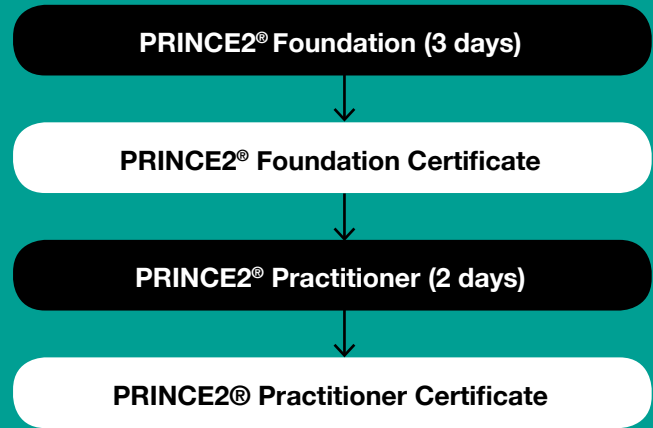 PRINCE2® Foundation (3 days)
PRINCE2® Foundation Certificate
PRINCE2® Practitioner (2 days)
PRINCE2® Practitioner Certificate